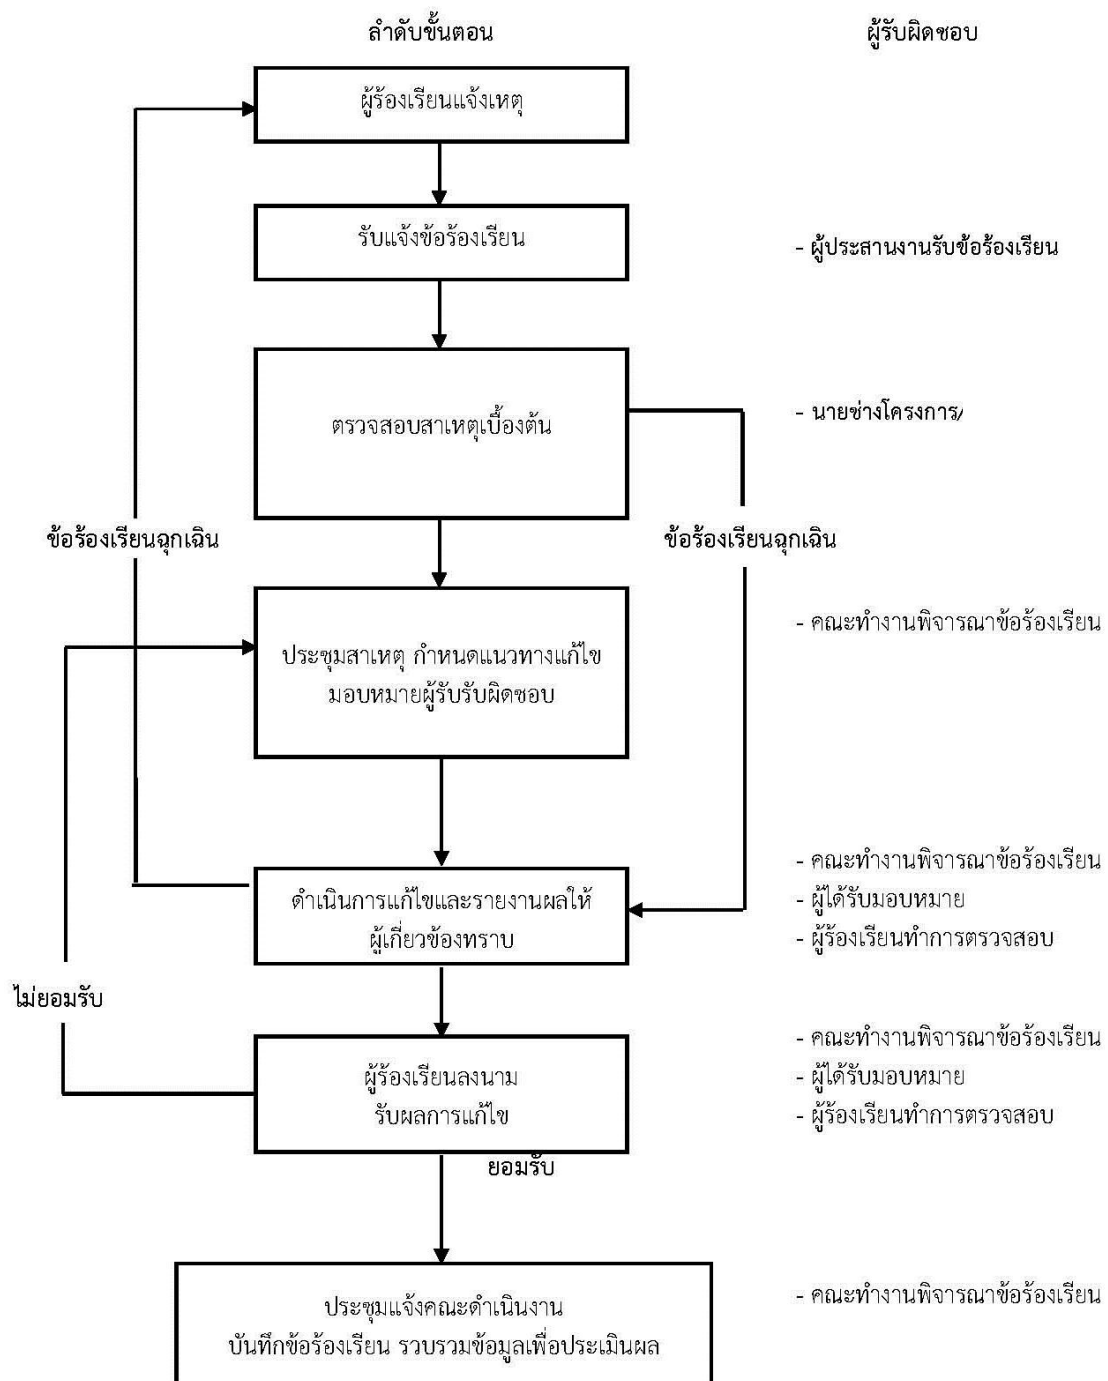 ลำดับขั้นตอน
ผู้รับผิดชอบ
ผู้ร้องเรียนแจ้งเหตุ
รับแจ้งข้อร้องเรียน
- ผู้ประสานงานรับข้อร้องเรียน
ตรวจสอบสาเหตุเบื้องต้น
- นายช่างโครงการ/
ข้อร้องเรียนฉุกเฉิน
ข้อร้องเรียนฉุกเฉิน
ประชุมสาเหตุ กำหนดแนวทางแก้ไข
มอบหมายผู้รับรับผิดชอบ
- คณะทำงานพิจารณาข้อร้องเรียน
ดำเนินการแก้ไขและรายงานผลให้
ผู้เกี่ยวข้องทราบ
- คณะทำงานพิจารณาข้อร้องเรียน
- ผู้ได้รับมอบหมาย
- ผู้ร้องเรียนทำการตรวจสอบ
ไม่ยอมรับ
ผู้ร้องเรียนลงนาม
รับผลการแก้ไข
- คณะทำงานพิจารณาข้อร้องเรียน
- ผู้ได้รับมอบหมาย
- ผู้ร้องเรียนทำการตรวจสอบ
ยอมรับ
ประชุมแจ้งคณะดำเนินงาน
บันทึกข้อร้องเรียน รวบรวมข้อมูลเพื่อประเมินผล
- คณะทำงานพิจารณาข้อร้องเรียน